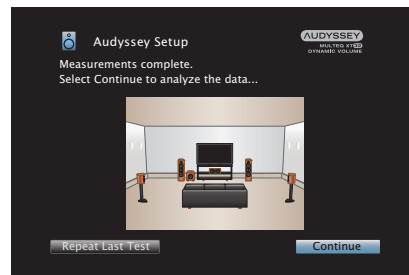 Audyssey Setup
AUDYSSEY
MULTEQ XT32
DYNAMIC VOLUME
Measurements complete.
Select Continue to analyze the data...
Repeat Last Test
Continue